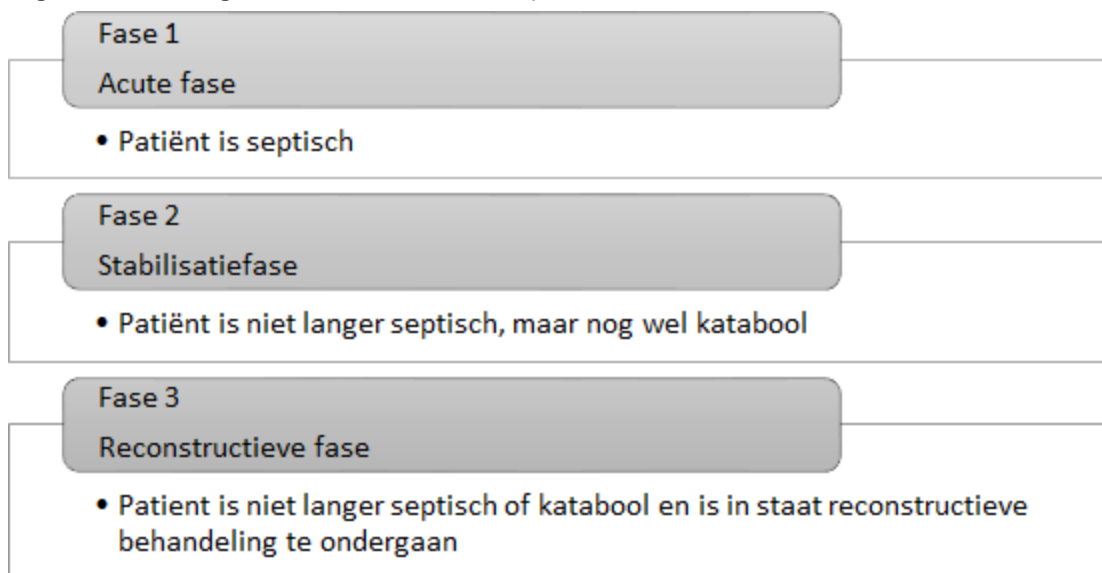 Fase 1
Acute fase
• Patiënt is septisch
Fase 2
Stabilisatiefase
• Patiënt is niet langer septisch, maar nog wel katabool
Fase 3
Reconstructieve fase
• Patient is niet langer septisch of katabool en is in staat reconstructieve
behandeling te ondergaan